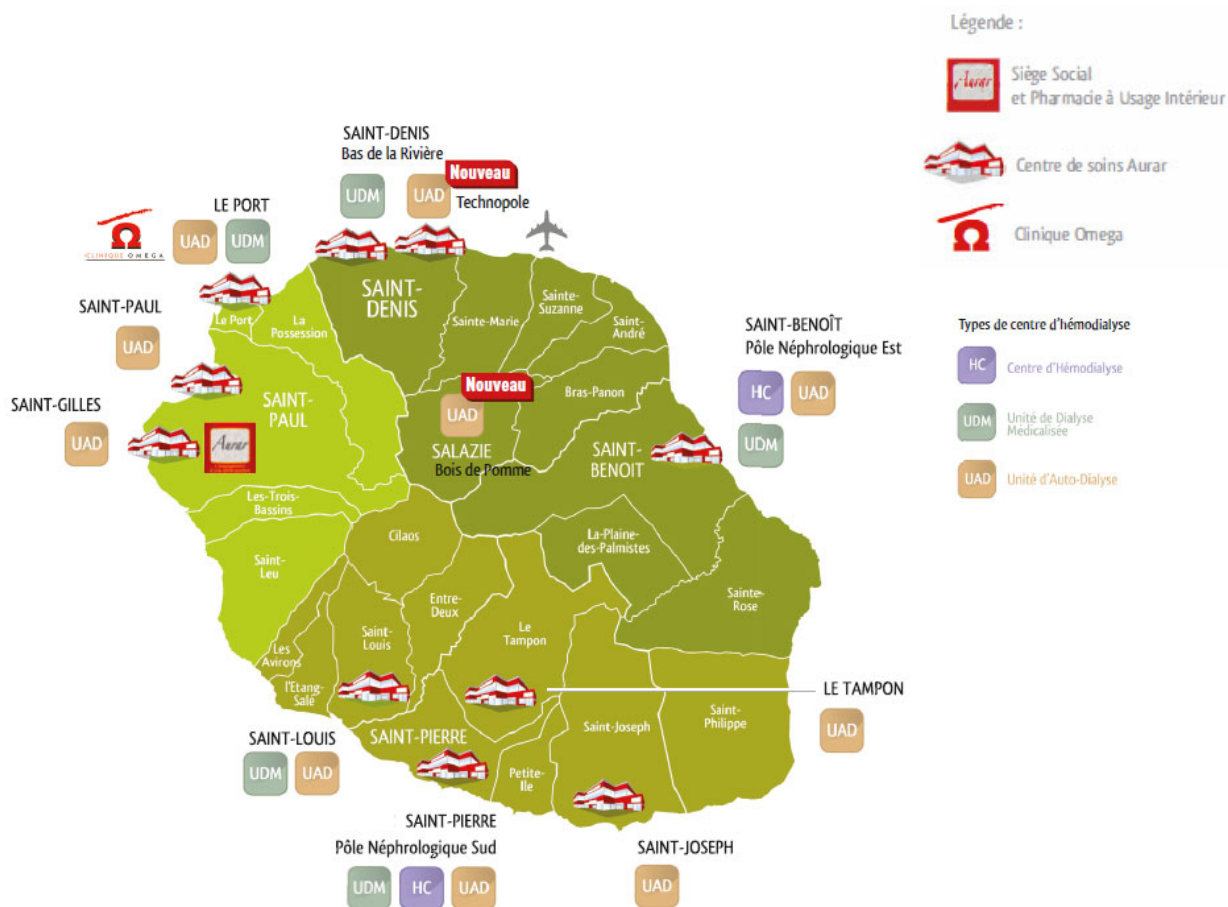 Légende :
Aurar
Siège Social
et Pharmacie à Usage Intérieur
Centre de soins Aurar
Clinique Omega
Types de centre d'hémodialyse
HC
Centre d'Hémodialyse
UDM
Unité de Dialyse
Médicalisée
UAD
Unité d'Auto-Dialyse
SAINT-DENIS
Bas de la Rivière
UDM
UAD
Nouveau
Technopole
LE PORT
CLINIQUE OMEGA
UAD
UDM
SAINT-PAUL
UAD
SAINT-GILLES
UAD
Aurar
Le Port
La
Possession
SAINT-
DENIS
Sainte-Marie
Sainte-
Suzanne
Saint-
André
SAINT-BENOÎT
Pôle Néphrologique Est
HC
UAD
UDM
SAINT-
PAUL
Nouveau
UAD
SALAZIE
Bois de Pomme
Bras-Panon
SAINT-
BENOIT
Les-Trois-
Bassins
Saint-
Leu
Cilaos
La-Plaine-
des-Palmistes
Sainte-
Rose
Entre-
Deux
Saint-
Louis
Le
Tampon
Les
Avirons
l'Etang-
Salé
LE TAMPON
UAD
Saint-
Philippe
Saint-Joseph
SAINT-PIERRE
Petite-
Ile
SAINT-LOUIS
UDM
UAD
SAINT-PIERRE
Pôle Néphrologique Sud
UDM
HC
UAD
SAINT-JOSEPH
UAD